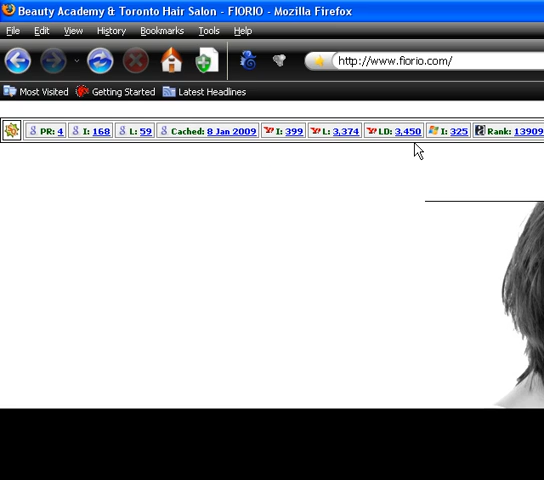 Beauty Academy & Toronto Hair Salon - FIORIO - Mozilla Firefox
File Edit View History Bookmarks Tools Help
http://www.fiorio.com/
Most Visited Getting Started Latest Headlines
PR: 4 I: 168 L: 59 Cached: 8 Jan 2009 I: 399 L: 3,374 LD: 3,450 I: 325 Rank: 13909